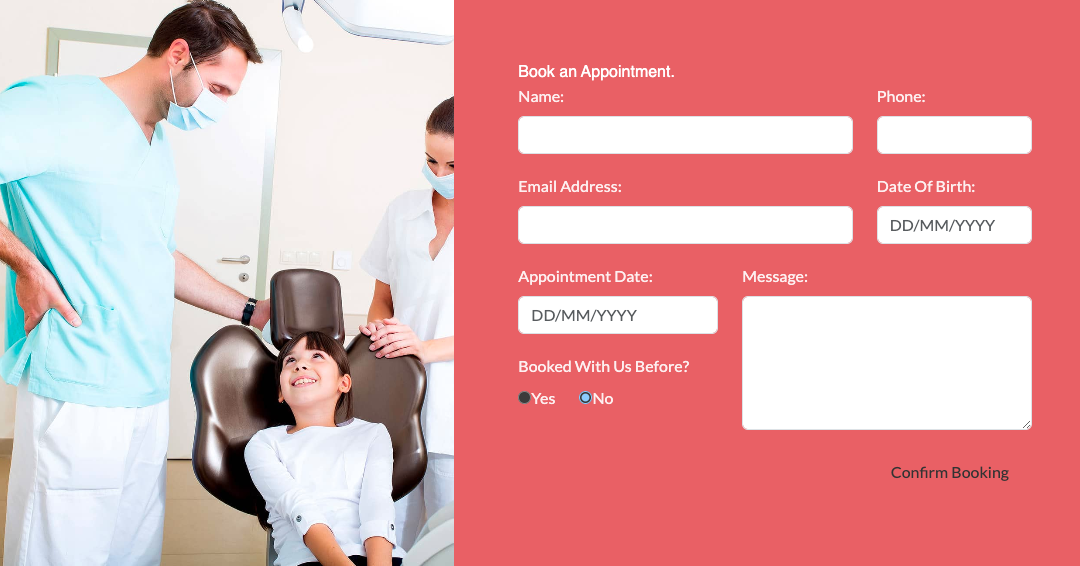 Book an Appointment.
Name:
Phone:
Email Address:
Date Of Birth:
DD/MM/YYYY
Appointment Date:
Message:
DD/MM/YYYY
Booked With Us Before?
Yes No
Confirm Booking